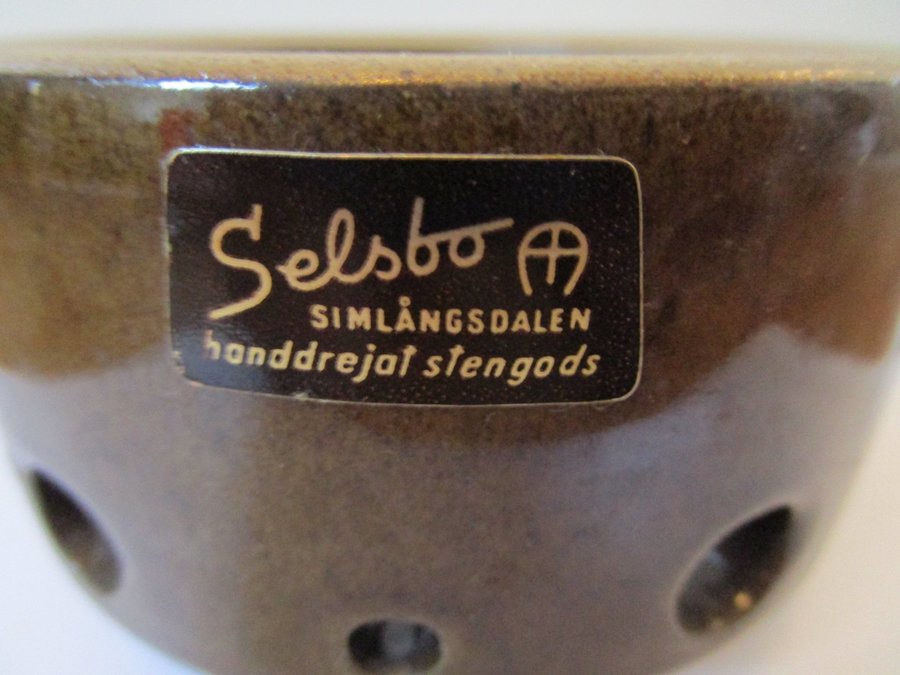 Selsbo
SIMLÅNGSDALEN
handdrejat stengods